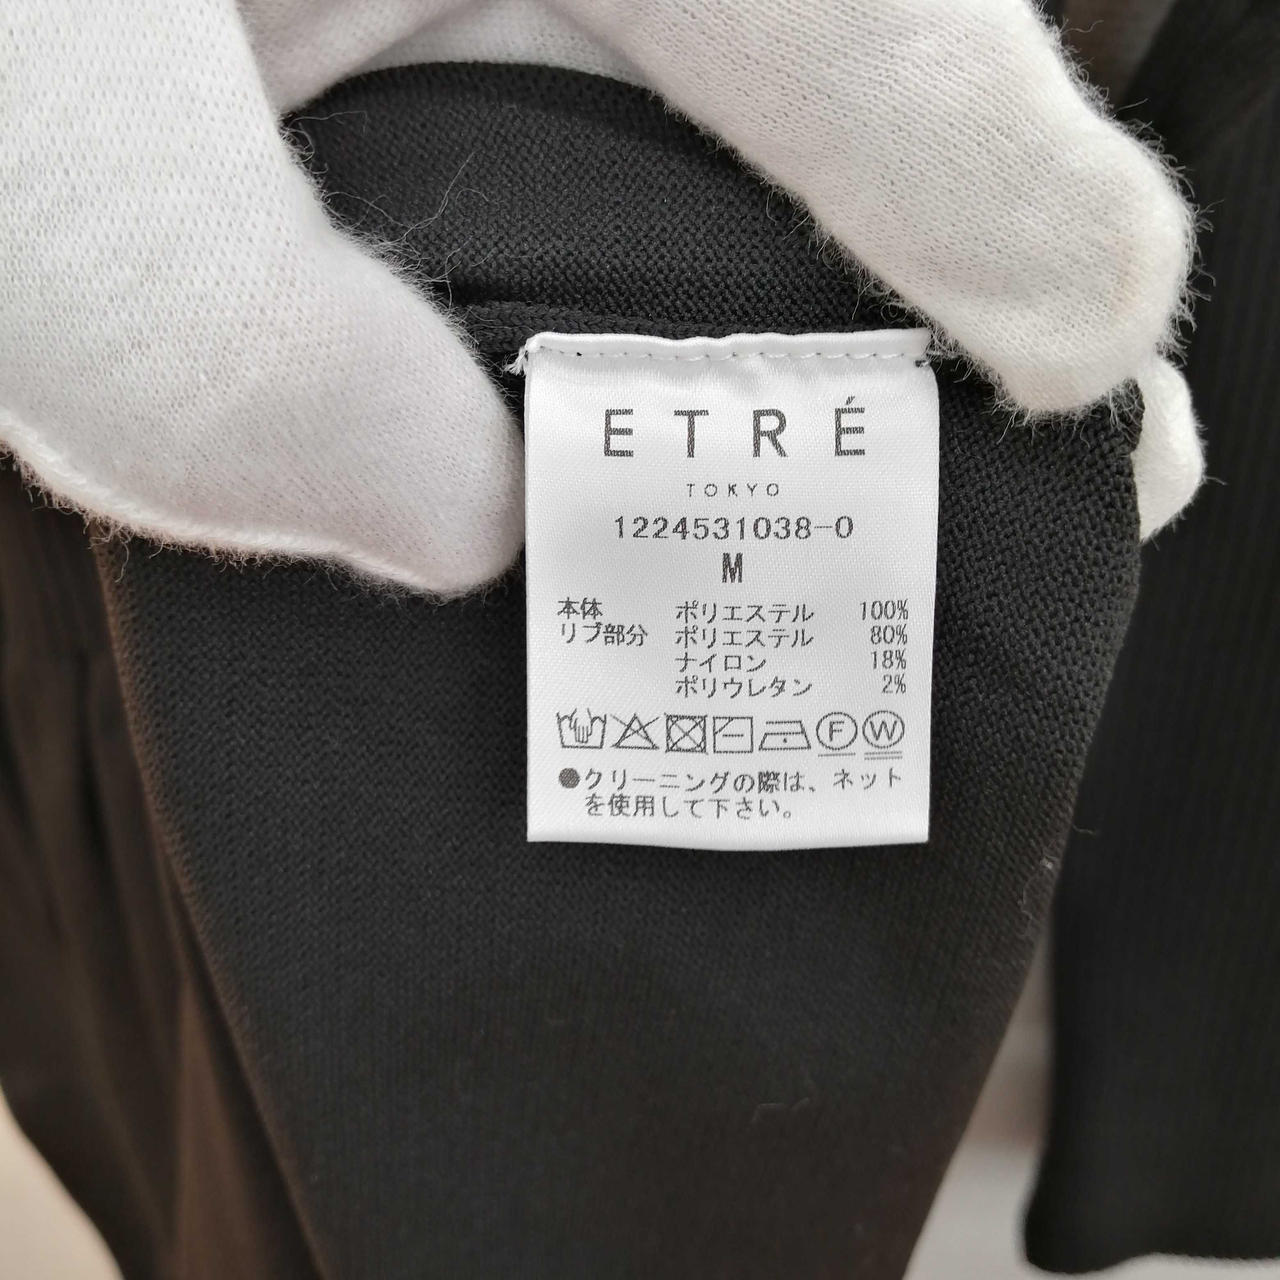 ETRÉ
TOKYO
1224531038-0
M
本体 ポリエステル 100%
リブ部分 ポリエステル 80%
ナイロン 18%
ポリウレタン 2%
F W
●クリーニングの際は、ネット
を使用して下さい。